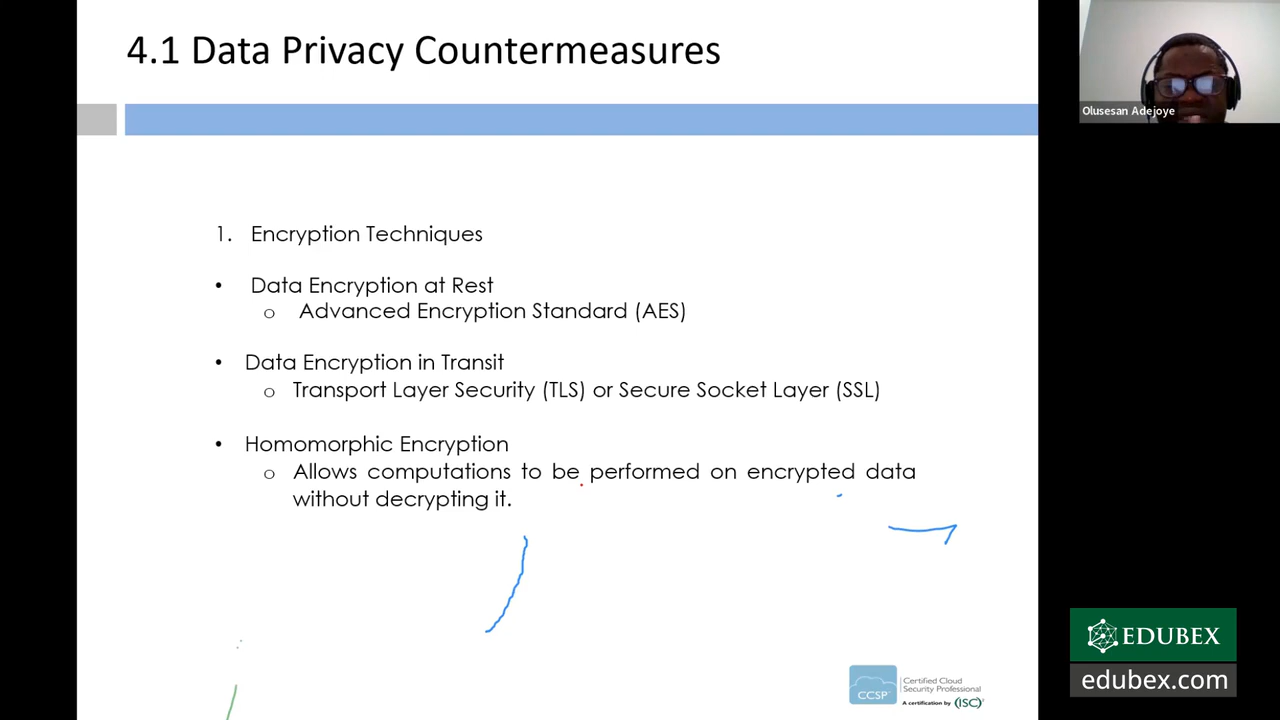 4.1 Data Privacy Countermeasures
Olusesan Adejoye
1. Encryption Techniques
• Data Encryption at Rest
o Advanced Encryption Standard (AES)
• Data Encryption in Transit
o Transport Layer Security (TLS) or Secure Socket Layer (SSL)
• Homomorphic Encryption
o Allows computations to be performed on encrypted data
without decrypting it.
CCSP
Certified Cloud
Security Professional
A certification by (ISC)²
EDUBEX
edubex.com